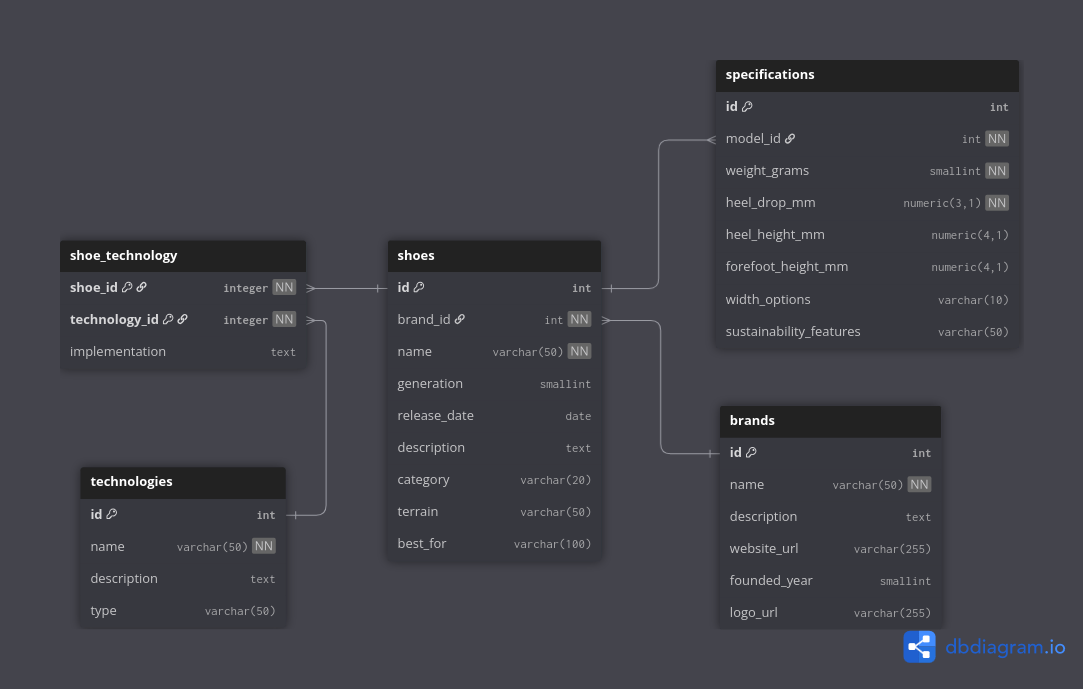 specifications
id int
model_id int NN
weight_grams smallint NN
heel_drop_mm numeric(3,1) NN
heel_height_mm numeric(4,1)
forefoot_height_mm numeric(4,1)
width_options varchar(10)
sustainability_features varchar(50)
shoe_technology
shoe_id integer NN
technology_id integer NN
implementation text
shoes
id int
brand_id int NN
name varchar(50) NN
generation smallint
release_date date
description text
category varchar(20)
terrain varchar(50)
best_for varchar(100)
technologies
id int
name varchar(50) NN
description text
type varchar(50)
brands
id int
name varchar(50) NN
description text
website_url varchar(255)
founded_year smallint
logo_url varchar(255)
dbdiagram.io